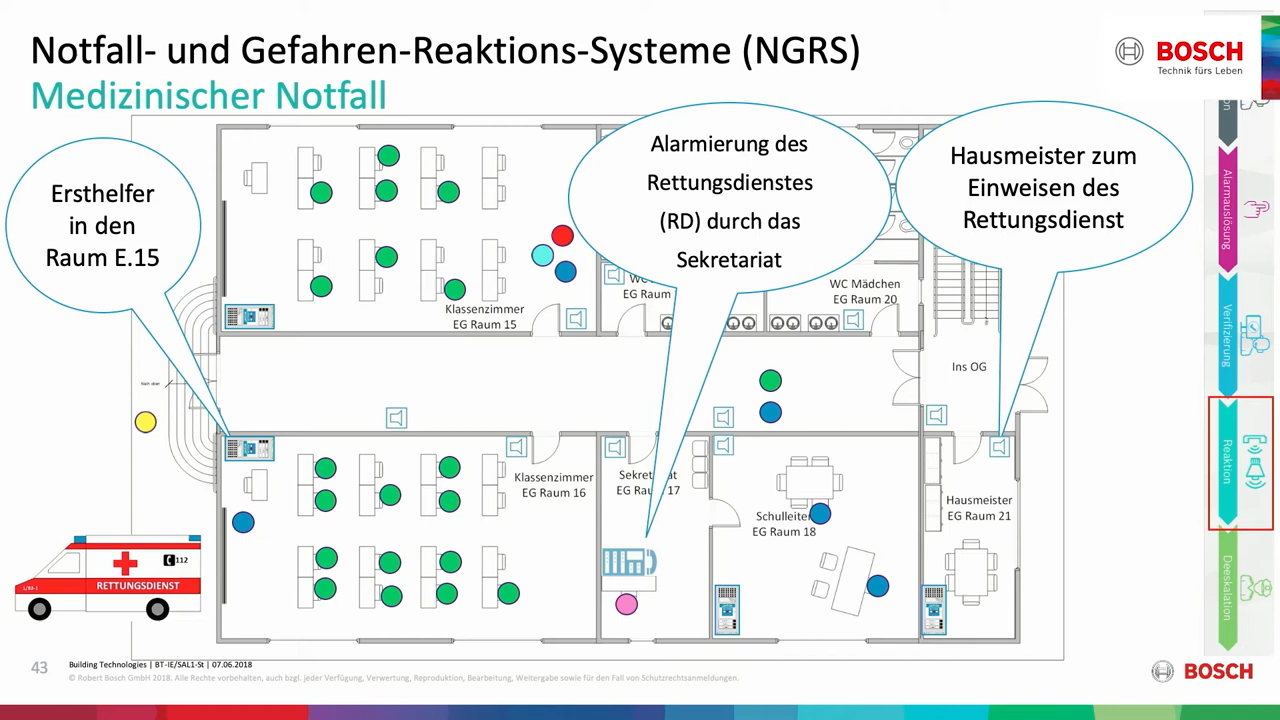 Notfall- und Gefahren-Reaktions-Systeme (NGRS)
Medizinischer Notfall
BOSCH
Technik fürs Leben
Ersthelfer
in den
Raum E.15
Alarmierung des
Rettungsdienstes
(RD) durch das
Sekretariat
Hausmeister zum
Einweisen des
Rettungsdienst
Klassenzimmer
EG Raum 15
EG Raum
WC Mädchen
EG Raum 20
Ins OG
Nach oben
Klassenzimmer
EG Raum 16
EG Raum 17
Schulleiter
EG Raum 18
Hausmeister
EG Raum 21
112
RETTUNGSDIENST
Alarmauslösung
Verifizierung
Reaktion
Deeskalation
43
Building Technologies | BT-IE/SAL1-St | 07.06.2018
© Robert Bosch GmbH 2018. Alle Rechte vorbehalten, auch bzgl. jeder Verfügung, Verwertung, Reproduktion, Bearbeitung, Weitergabe sowie für den Fall von Schutzrechtsanmeldungen.
BOSCH